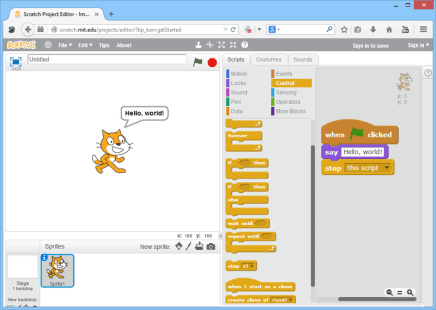 Scratch Project Editor - Im...
scratch.mit.edu/projects/editor/?tip_bar=getStarted
SCRATCH
File
Edit
Tips
About
Sign in to save
Sign in
Untitled
Scripts
Costumes
Sounds
Motion
Events
Looks
Control
Sound
Sensing
Pen
Operators
Data
More Blocks
x: 0
y: 0
Hello, world!
when clicked
say Hello, world!
stop this script
forever
if then
if then
else
wait until
repeat until
stop all
when I start as a clone
create clone of myself
Sprites
New sprite:
Stage
1 backdrop
New backdrop:
Sprite1